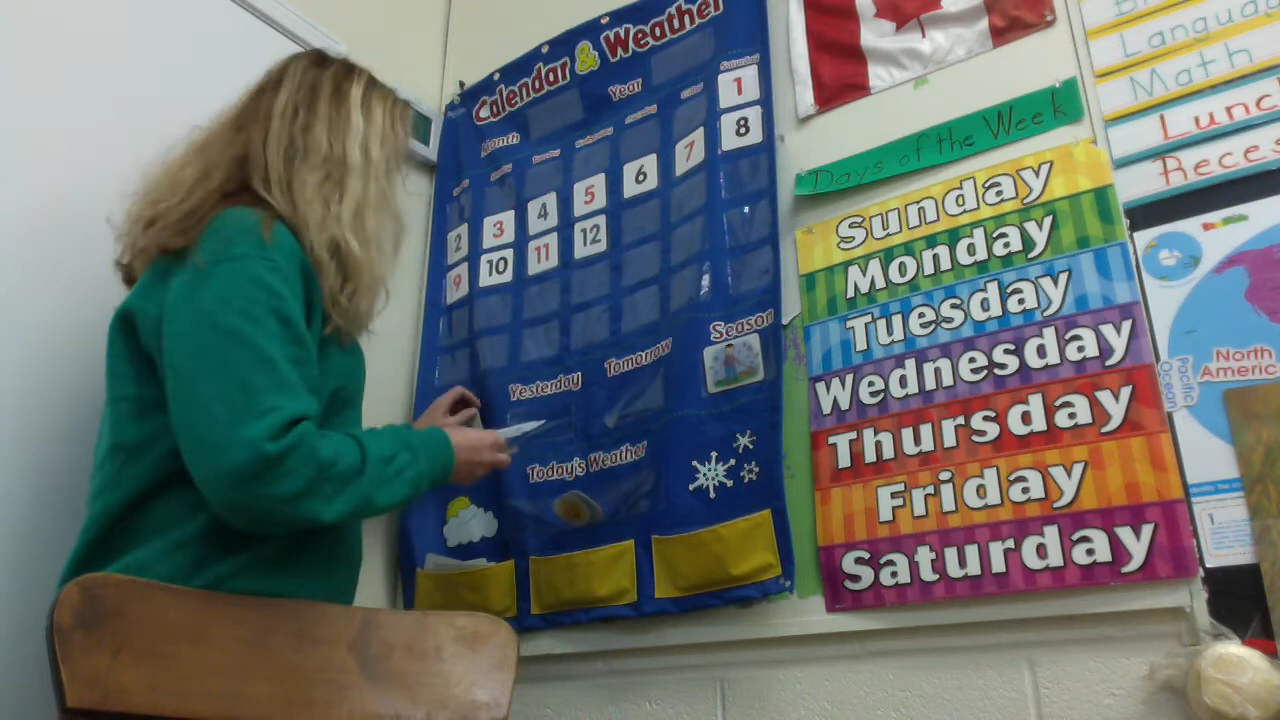 Calendar & Weather
Month
Year
Saturday
1
2 3 4 5 6 7 8
9 10 11 12
Season
Yesterday
Tomorrow
Today's Weather
Days of the Week
Sunday
Monday
Tuesday
Wednesday
Thursday
Friday
Saturday
Language
Math
Lunc
Reces
Pacific
Ocean
North
America